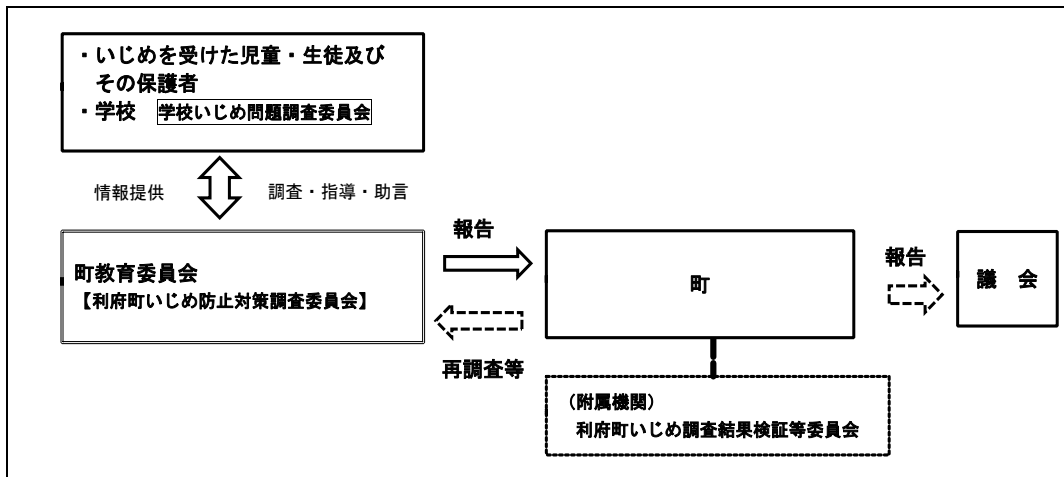 ・いじめを受けた児童・生徒及び
その保護者
・学校 学校いじめ問題調査委員会
情報提供 調査・指導・助言
町教育委員会
【利府町いじめ防止対策調査委員会】
報告
再調査等
町
報告
議 会
(附属機関)
利府町いじめ調査結果検証等委員会